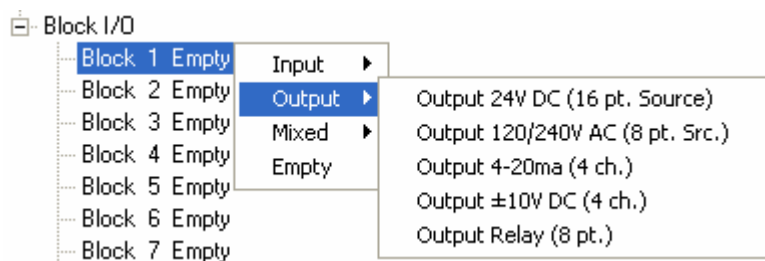 Block I/O
Block 1 Empty
Block 2 Empty
Block 3 Empty
Block 4 Empty
Block 5 Empty
Block 6 Empty
Block 7 Empty
Input
Output
Mixed
Empty
Output 24V DC (16 pt. Source)
Output 120/240V AC (8 pt. Src.)
Output 4-20ma (4 ch.)
Output ±10V DC (4 ch.)
Output Relay (8 pt.)